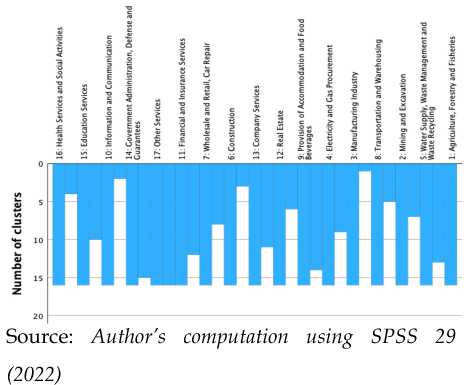 16: Health Services and Social Activities
15: Education Services
10: Information and Communication
14: Government Administration, Defense and
Guarantees
17: Other Services
11: Financial and Insurance Services
7: Wholesale and Retail, Car Repair
6: Construction
13: Company Services
12: Real Estate
9: Provision of Accommodation and Food
Beverages
4: Electricity and Gas Procurement
3: Manufacturing Industry
8: Transportation and Warehousing
2: Mining and Excavation
5: Water Supply, Waste Management and
Waste Recycling
1: Agriculture, Forestry and Fisheries
Number of clusters
0
5
10
15
20
Source: Author's computation using SPSS 29
(2022)